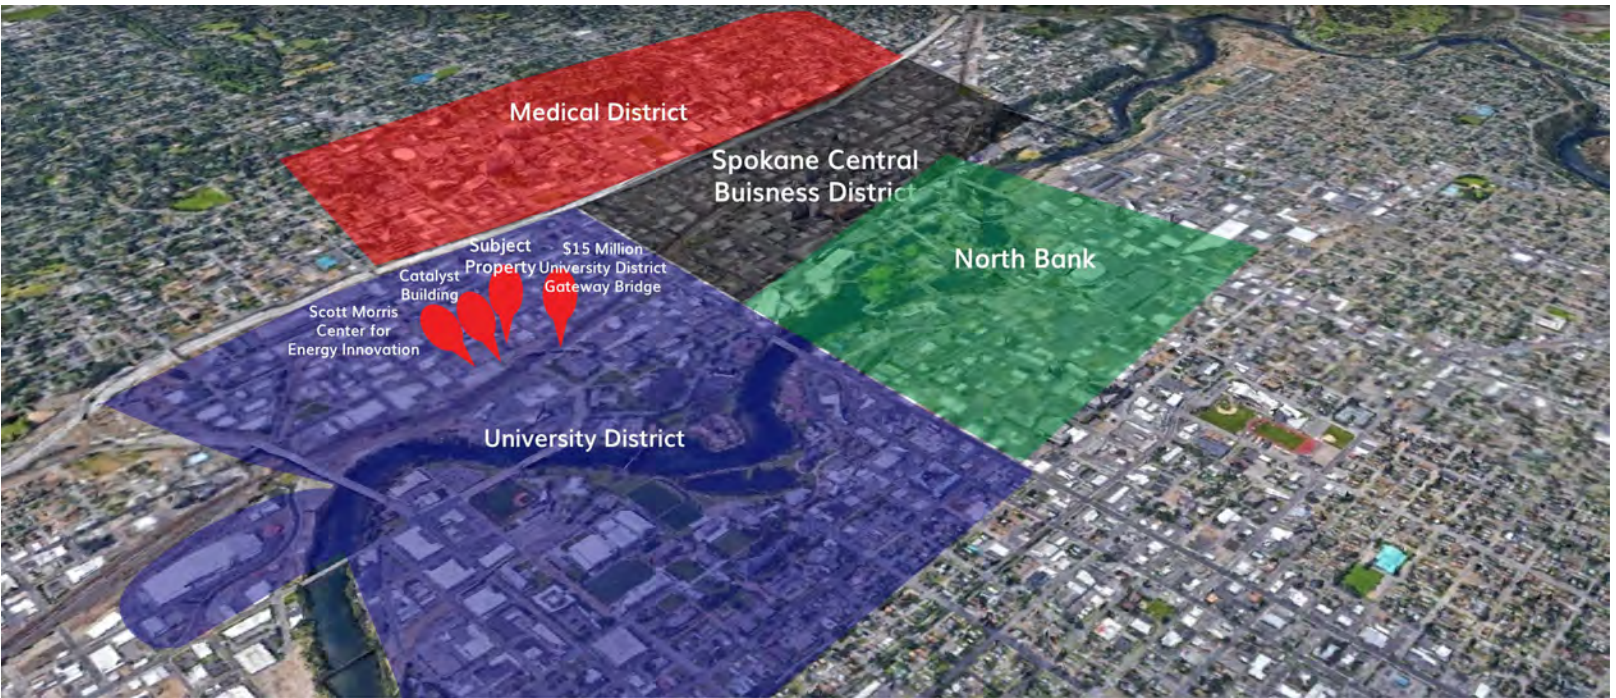 Medical District
Spokane Central
Buisness District
North Bank
Subject
Property
$15 Million
University District
Gateway Bridge
Catalyst
Building
Scott Morris
Center for
Energy Innovation
University District